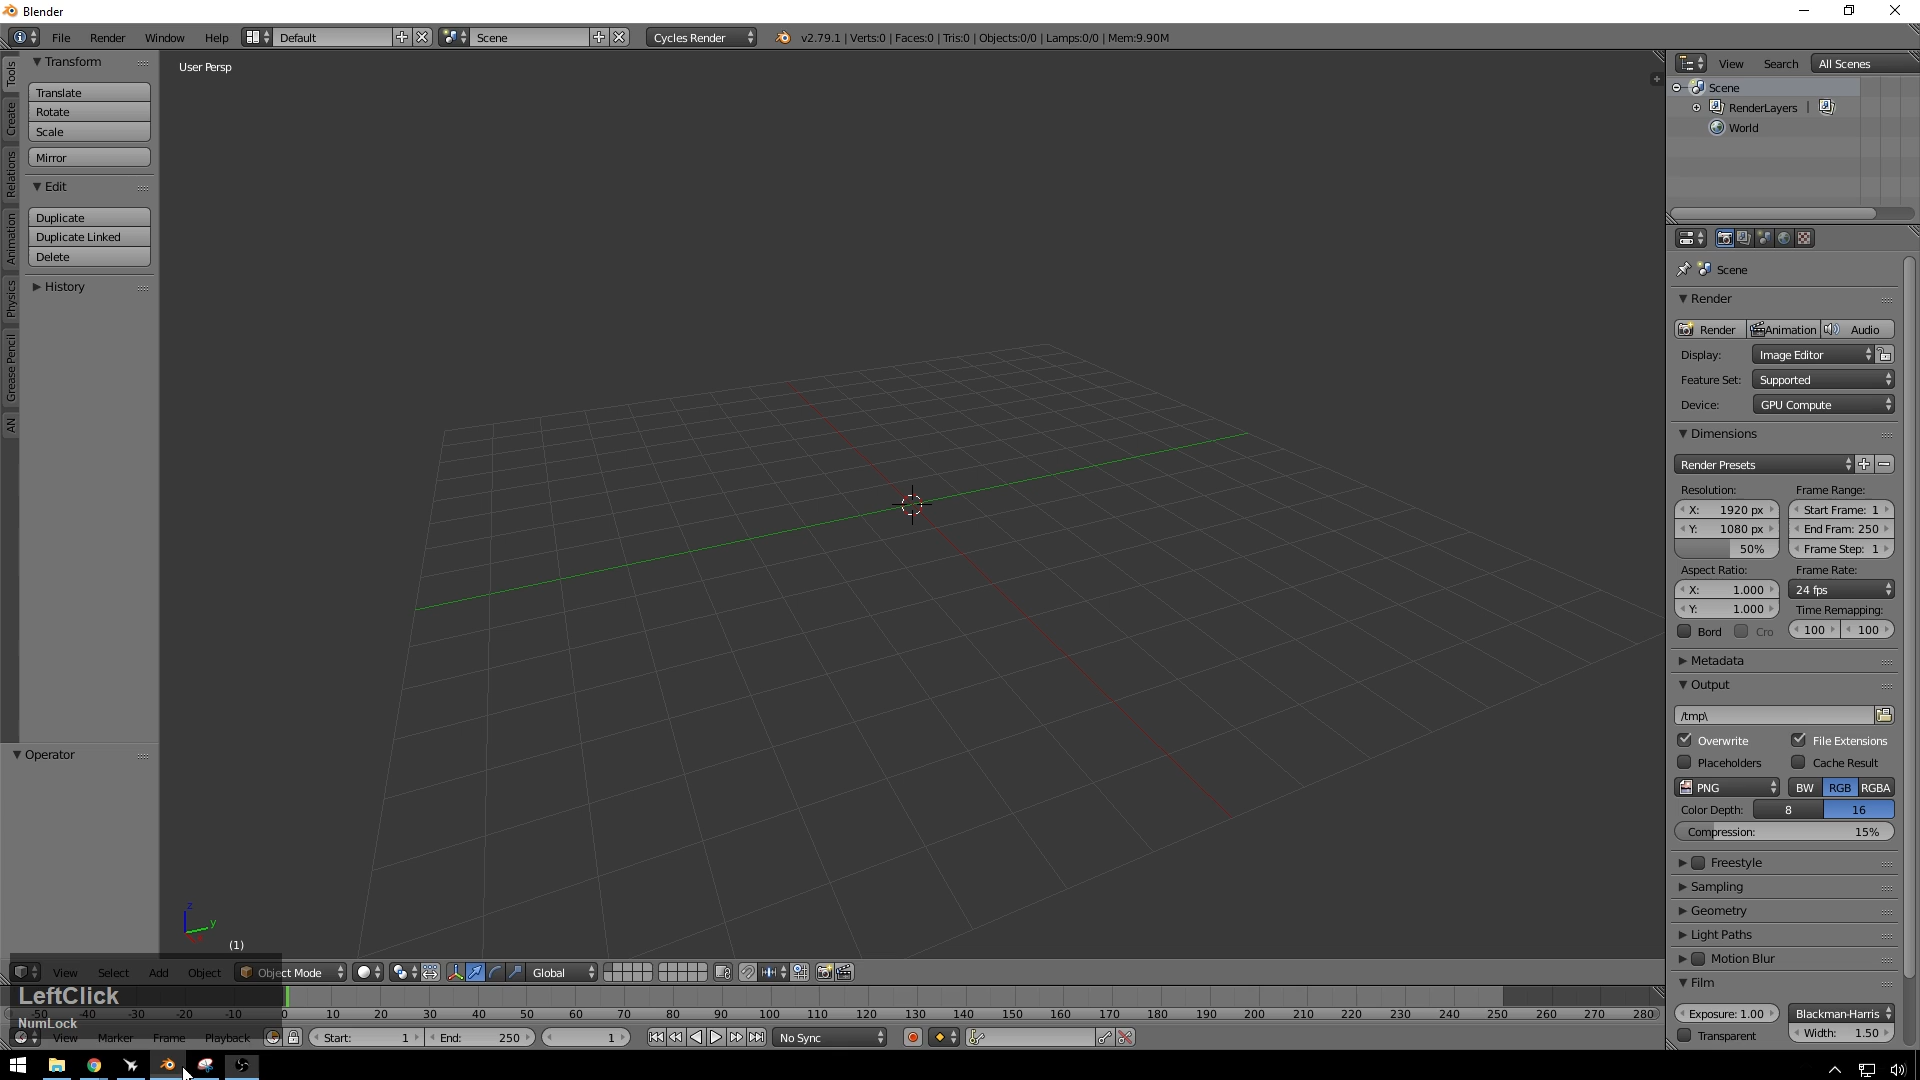 Blender
File Render Window Help Default Scene Cycles Render v2.79.1 | Verts:0 | Faces:0 | Tris:0 | Objects:0/0 | Lamps:0/0 | Mem:9.90M
Tools
Create
Relations
Animation
Physics
Grease Pencil
AN
Transform
Translate
Rotate
Scale
Mirror
Edit
Duplicate
Duplicate Linked
Delete
History
Operator
User Persp
z
y
(1)
View Search All Scenes
Scene
RenderLayers |
World
Scene
Render
Render Animation Audio
Display: Image Editor
Feature Set: Supported
Device: GPU Compute
Dimensions
Render Presets
Resolution: Frame Range:
X: 1920 px Start Frame: 1
Y: 1080 px End Fram: 250
50% Frame Step: 1
Aspect Ratio: Frame Rate:
X: 1.000 24 fps
Y: 1.000 Time Remapping:
Bord Cro 100 100
Metadata
Output
/tmp\
Overwrite File Extensions
Placeholders Cache Result
PNG BW RGB RGBA
Color Depth: 8 16
Compression: 15%
Freestyle
Sampling
Geometry
Light Paths
Motion Blur
Film
Exposure: 1.00 Blackman-Harris
Transparent Width: 1.50
View Select Add Object Object Mode Global
LeftClick
NumLock
-50 -40 -30 -20 -10 0 10 20 30 40 50 60 70 80 90 100 110 120 130 140 150 160 170 180 190 200 210 220 230 240 250 260 270 280
View Marker Frame Playback Start: 1 End: 250 1 No Sync